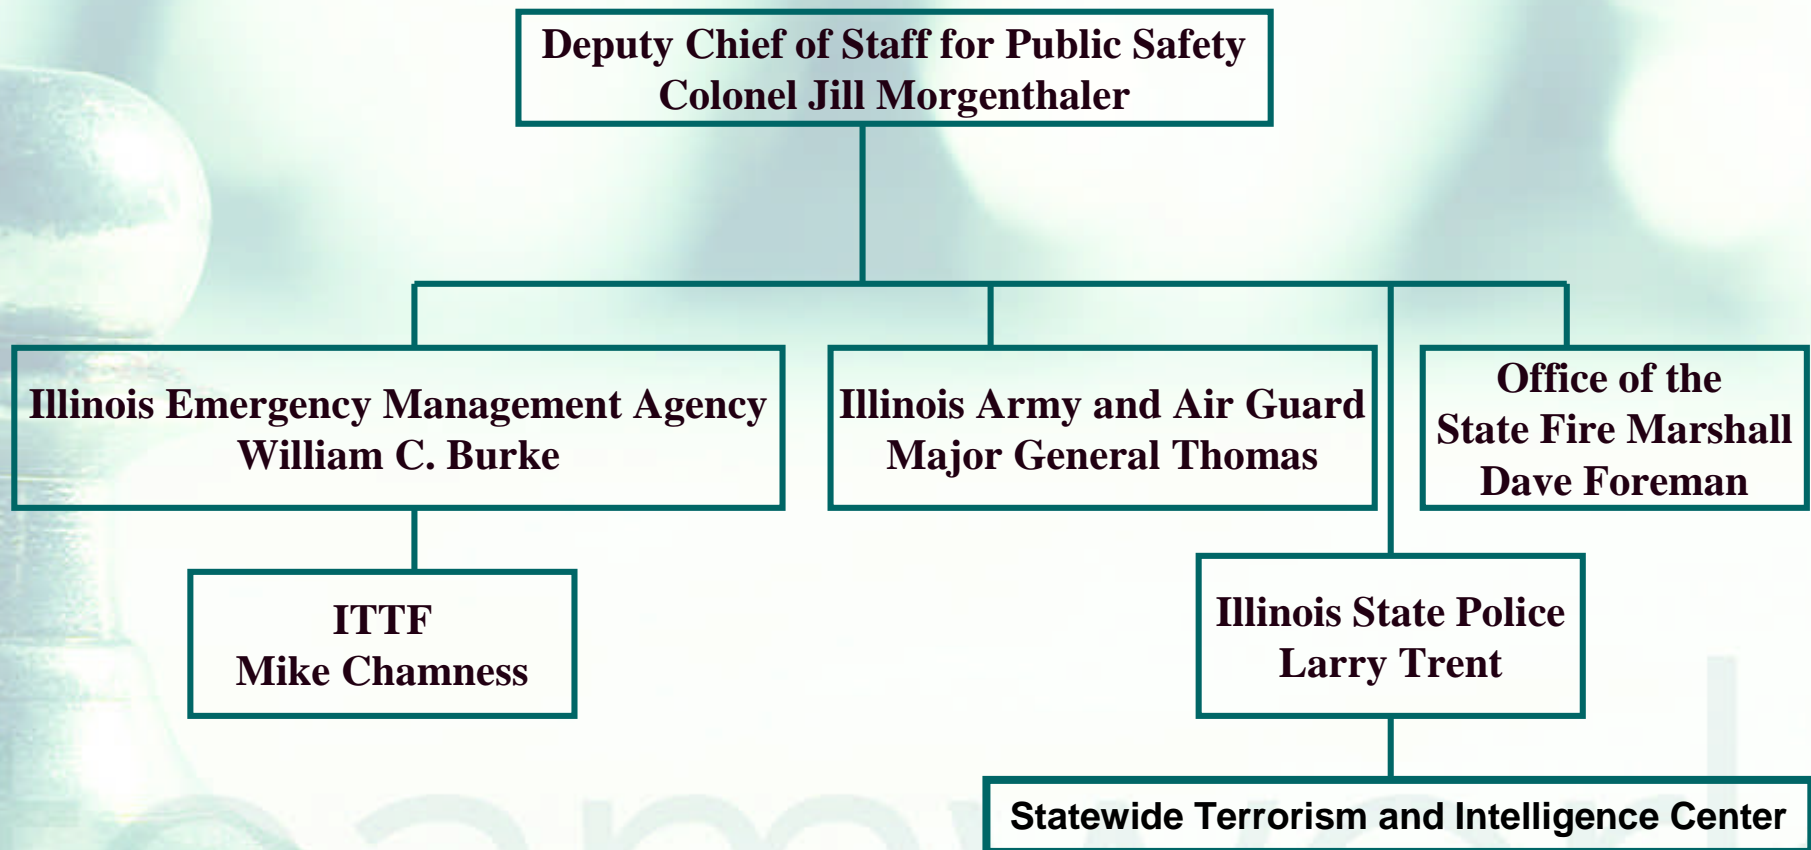 Deputy Chief of Staff for Public Safety
Colonel Jill Morgenthaler
Illinois Emergency Management Agency
William C. Burke
Illinois Army and Air Guard
Major General Thomas
Office of the
State Fire Marshall
Dave Foreman
ITTF
Mike Chamness
Illinois State Police
Larry Trent
Statewide Terrorism and Intelligence Center